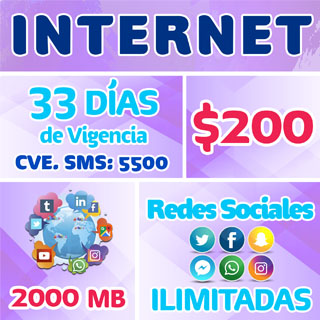 INTERNET
33 DÍAS
de Vigencia
CVE. SMS: 5500
$200
2000 MB
Redes Sociales
ILIMITADAS